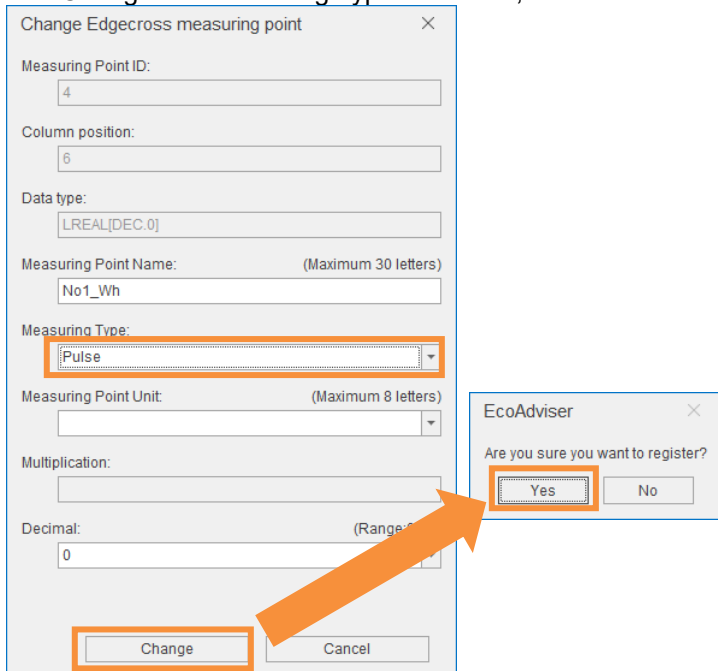 Change Edgecross measuring point
Measuring Point ID:
4
Column position:
6
Data type:
LREAL[DEC:0]
Measuring Point Name: (Maximum 30 letters)
No1_Wh
Measuring Type:
Pulse
Measuring Point Unit: (Maximum 8 letters)
Multiplication:
Decimal: (Range:
0
Change Cancel
EcoAdviser
Are you sure you want to register?
Yes No